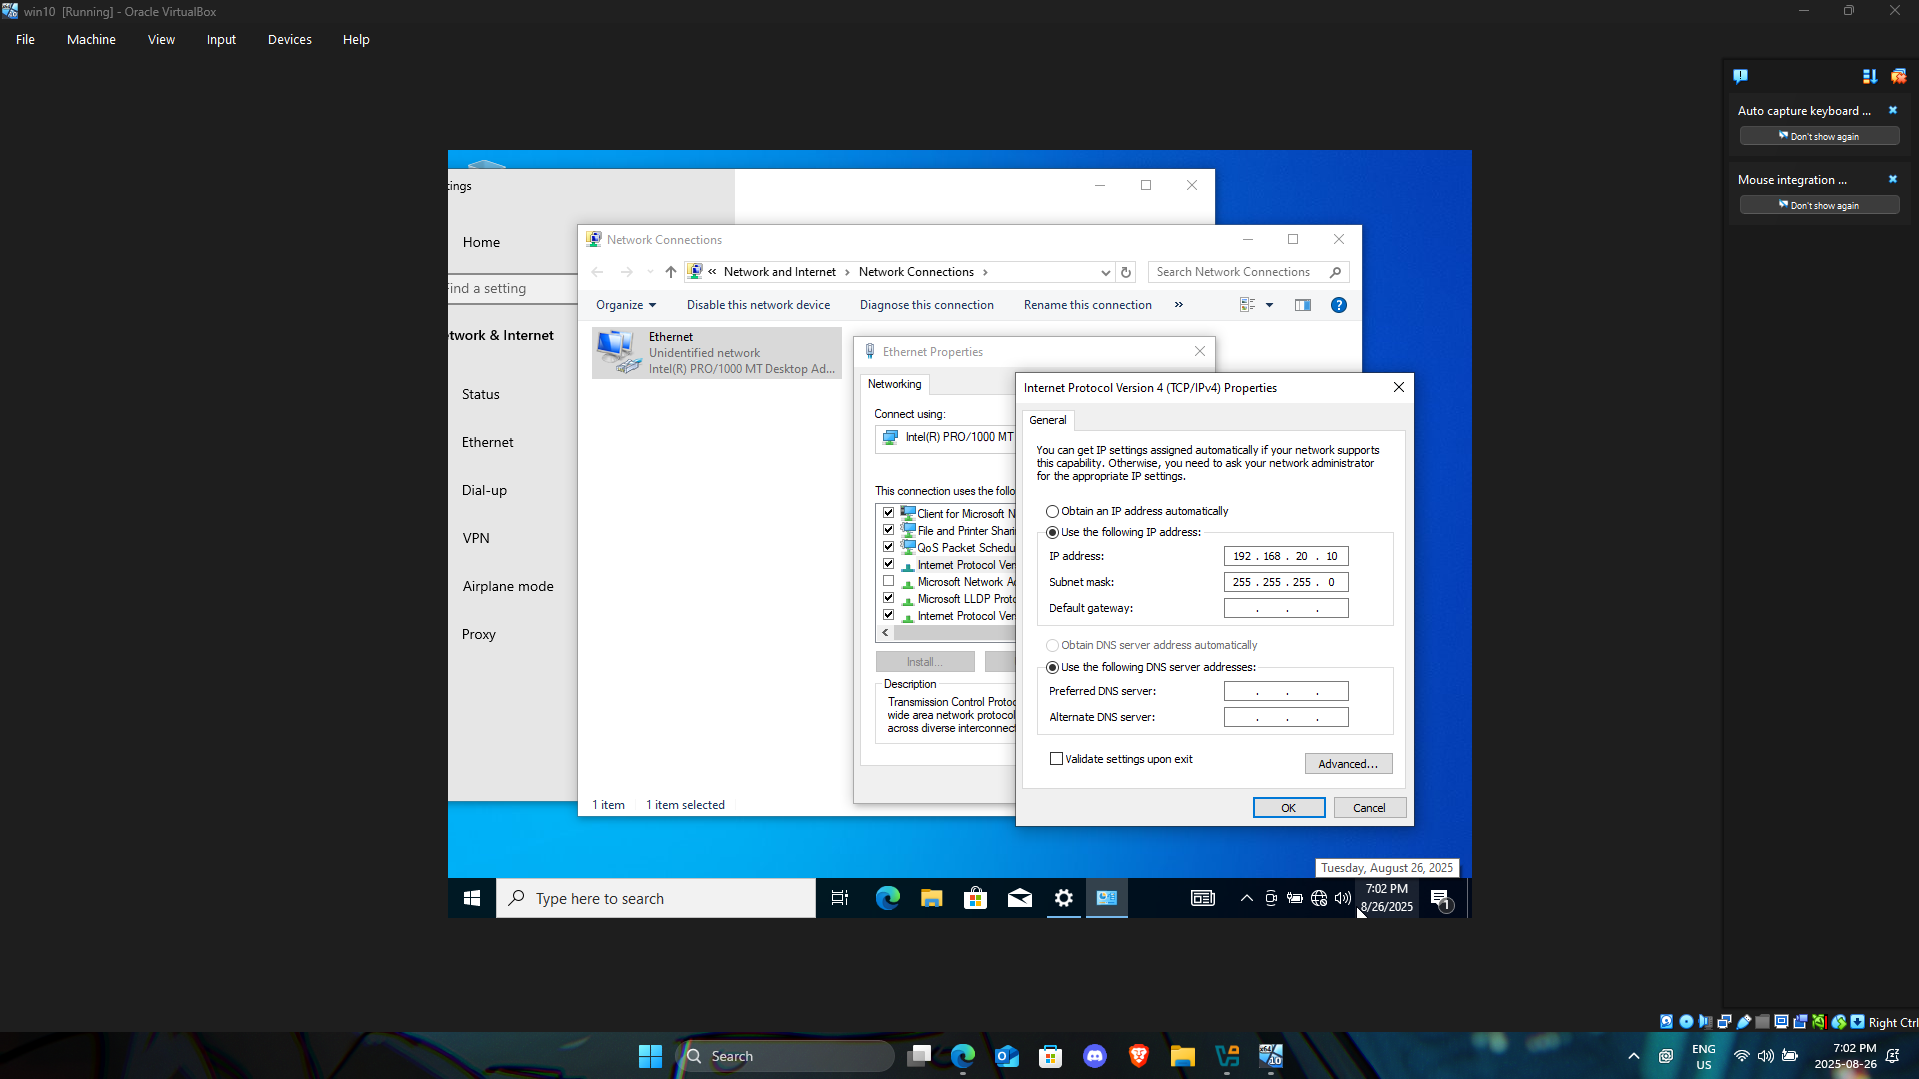 win10 [Running] - Oracle VirtualBox
File Machine View Input Devices Help
Auto capture keyboard ...
Don't show again
Mouse integration ...
Don't show again
ings
Home
ind a setting
twork & Internet
Status
Ethernet
Dial-up
VPN
Airplane mode
Proxy
Network Connections
« Network and Internet › Network Connections ›
Search Network Connections
Organize Disable this network device Diagnose this connection Rename this connection »
Ethernet
Unidentified network
Intel(R) PRO/1000 MT Desktop Ad...
1 item 1 item selected
Ethernet Properties
Networking
Connect using:
Intel(R) PRO/1000 MT
This connection uses the follo
Client for Microsoft N
File and Printer Shari
QoS Packet Schedu
Internet Protocol Ver
Microsoft Network A
Microsoft LLDP Proto
Internet Protocol Ver
Install...
Description
Transmission Control Protoc
wide area network protocol
across diverse interconnect
Internet Protocol Version 4 (TCP/IPv4) Properties
General
You can get IP settings assigned automatically if your network supports
this capability. Otherwise, you need to ask your network administrator
for the appropriate IP settings.
Obtain an IP address automatically
Use the following IP address:
IP address: 192 . 168 . 20 . 10
Subnet mask: 255 . 255 . 255 . 0
Default gateway: . . .
Obtain DNS server address automatically
Use the following DNS server addresses:
Preferred DNS server: . . .
Alternate DNS server: . . .
Validate settings upon exit
Advanced...
OK Cancel
Tuesday, August 26, 2025
Type here to search
7:02 PM
8/26/2025
1
Right Ctrl
Search
ENG
US
7:02 PM
2025-08-26